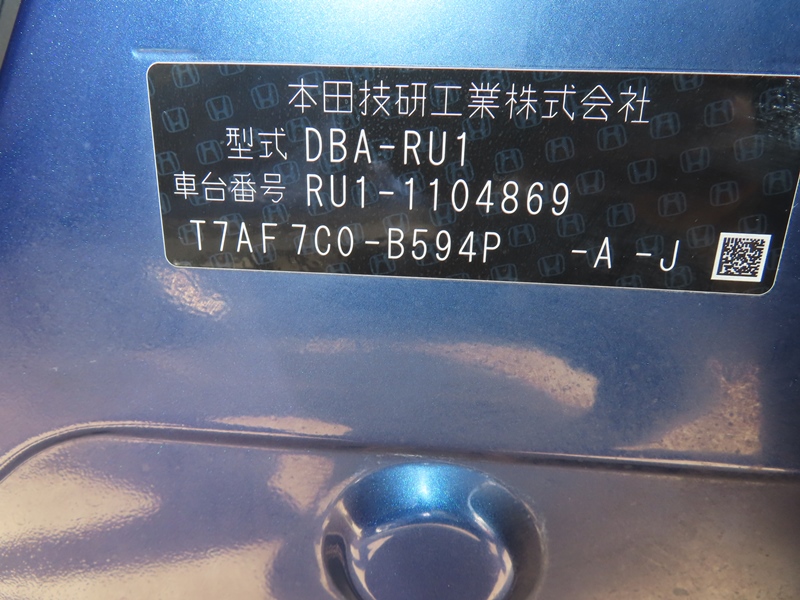 本田技研工業株式会社
型式 DBA-RU1
車台番号 RU1-1104869
T7AF7C0-B594P -A -J